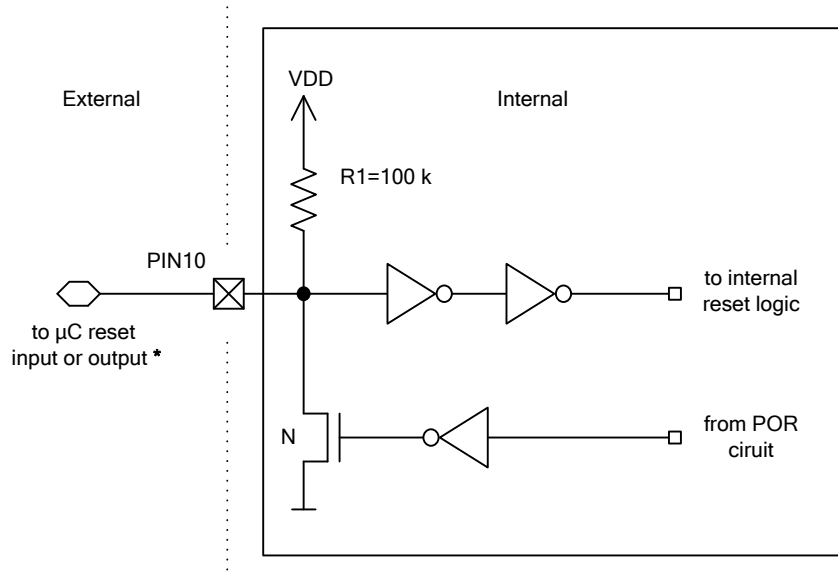 External
Internal
VDD
R1=100 k
PIN10
to µC reset
input or output *
to internal
reset logic
N
from POR
ciruit